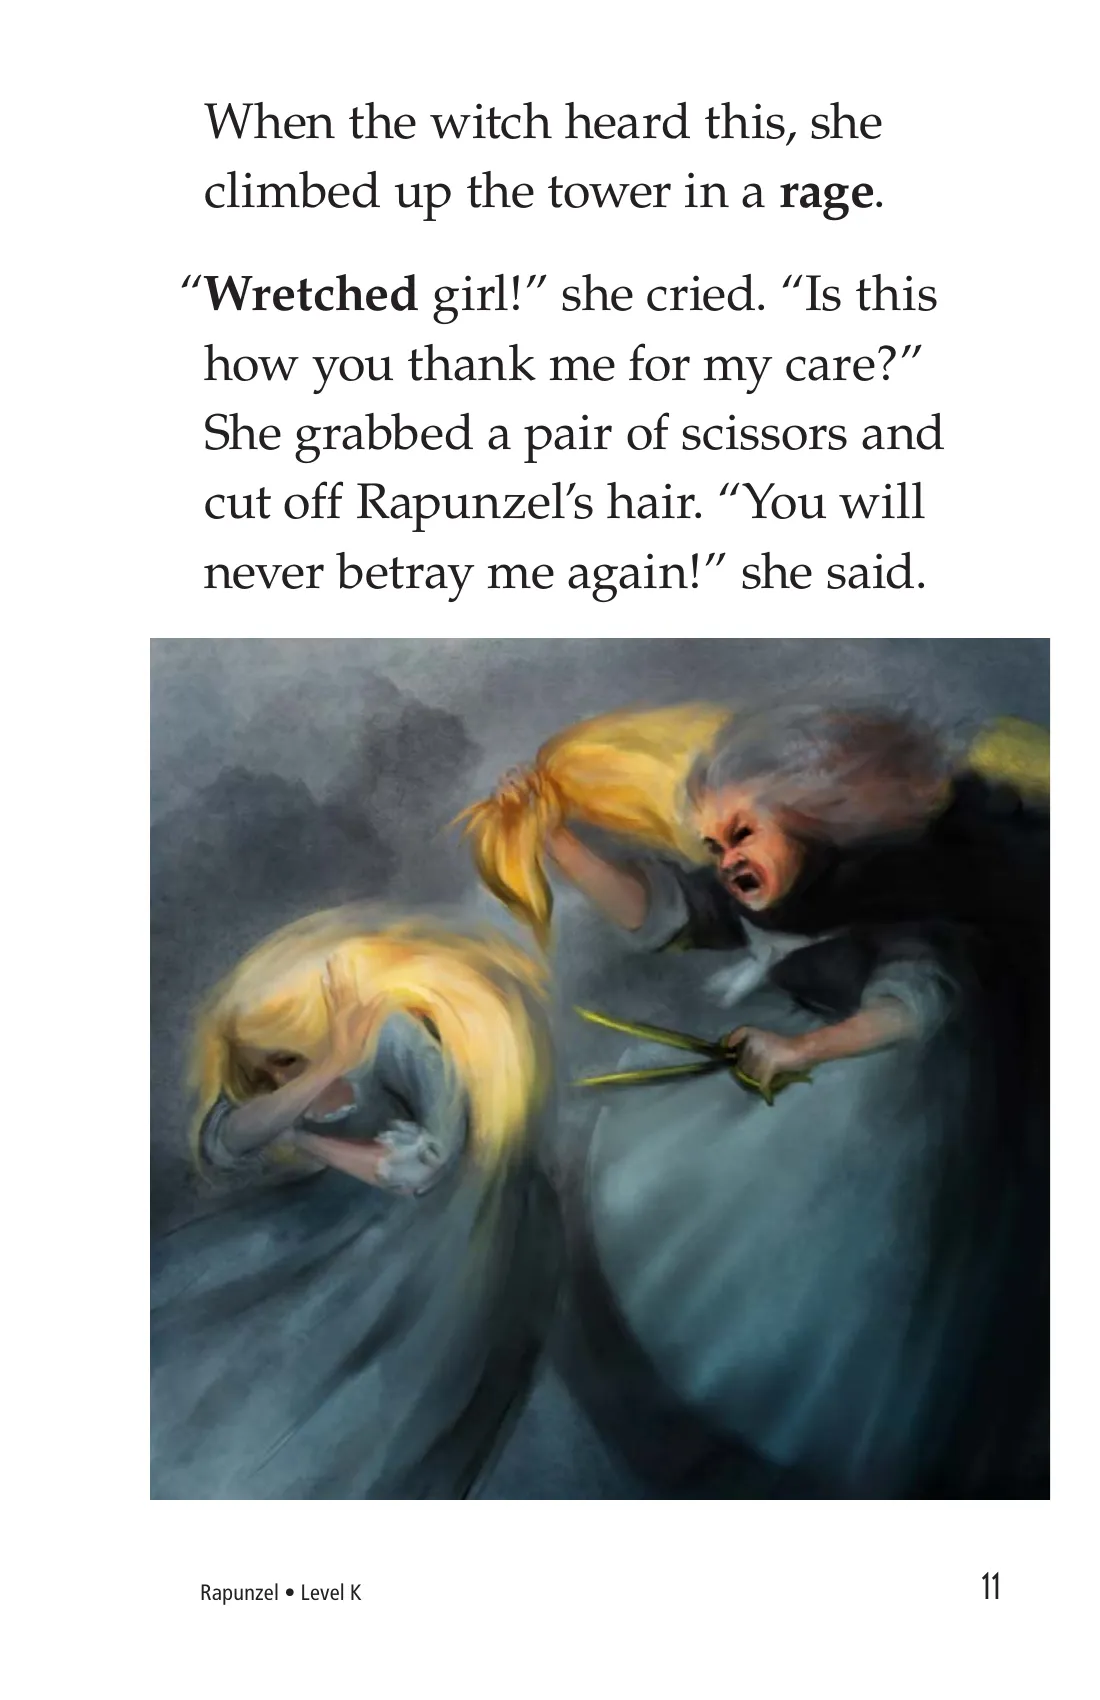 When the witch heard this, she
climbed up the tower in a rage.
“Wretched girl!” she cried. “Is this
how you thank me for my care?”
She grabbed a pair of scissors and
cut off Rapunzel’s hair. “You will
never betray me again!” she said.
Rapunzel • Level K
11